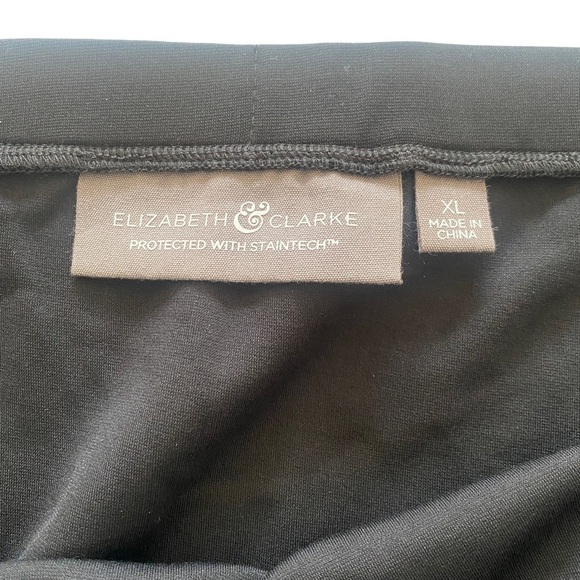 ELIZABETH & CLARKE
PROTECTED WITH STAINTECH™
XL
MADE IN
CHINA